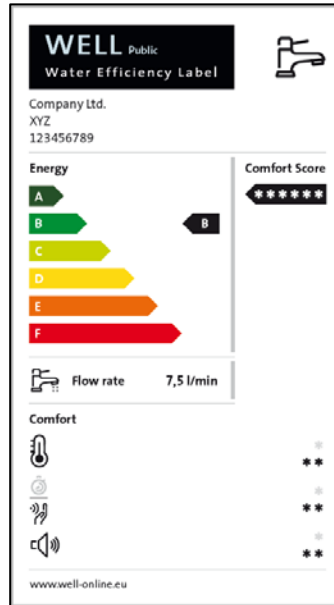 WELL Public
Water Efficiency Label
Company Ltd.
XYZ
123456789
Energy
Comfort Score
A
B
B
******
C
D
E
F
Flow rate 7,5 l/min
Comfort
*
**
*
**
*
**
www.well-online.eu